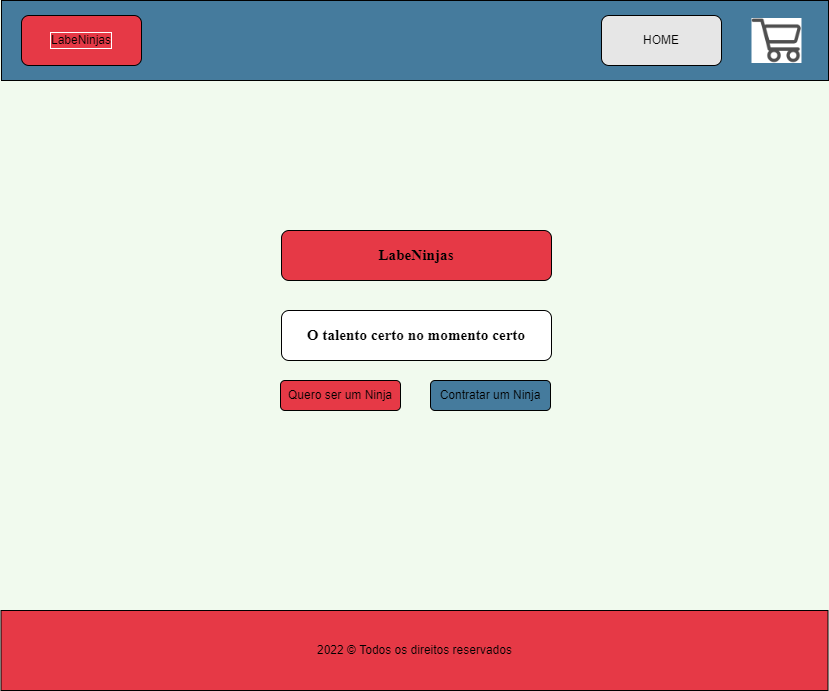 LabeNinjas
HOME
LabeNinjas
O talento certo no momento certo
Quero ser um Ninja
Contratar um Ninja
2022 © Todos os direitos reservados